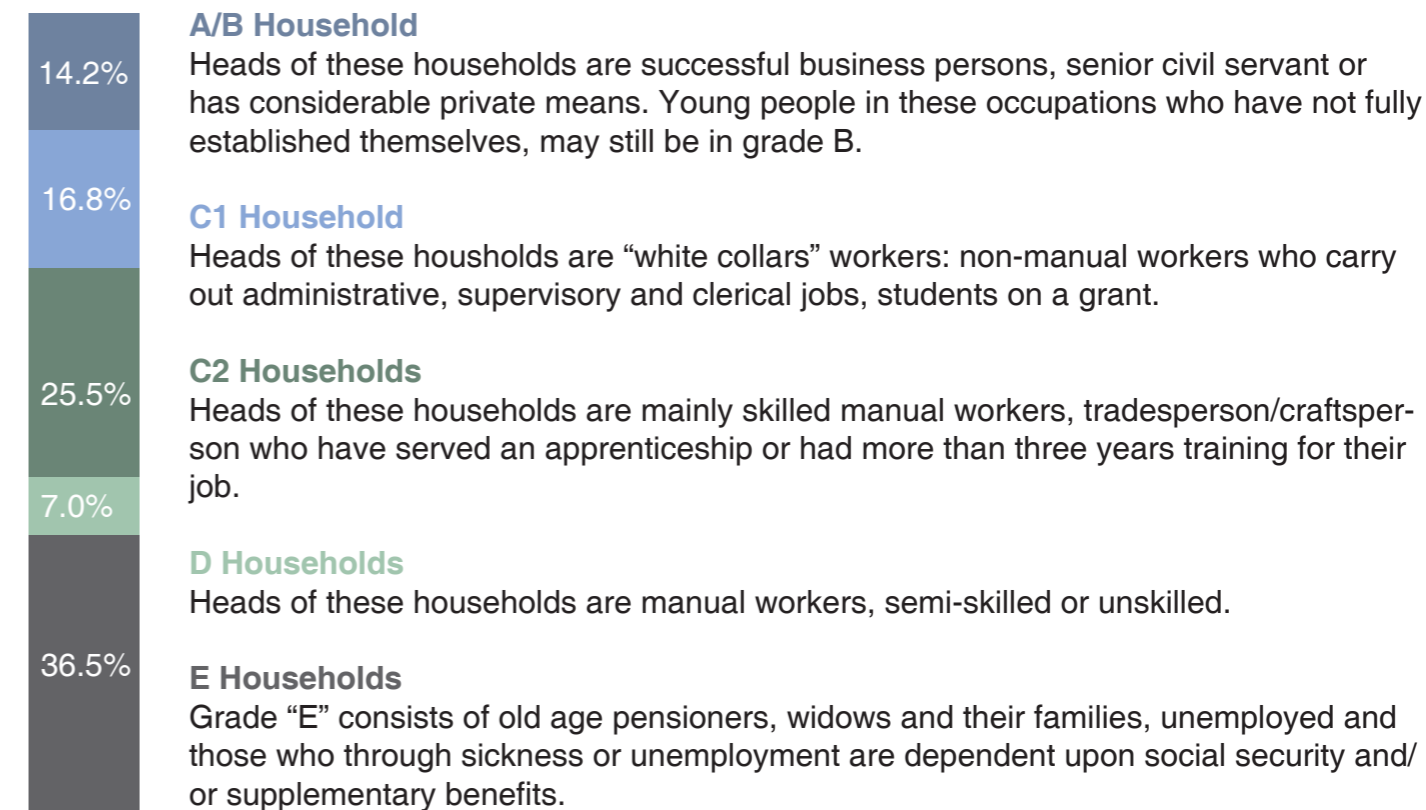 14.2%
16.8%
25.5%
7.0%
36.5%
A/B Household
Heads of these households are successful business persons, senior civil servant or
has considerable private means. Young people in these occupations who have not fully
established themselves, may still be in grade B.
C1 Household
Heads of these housholds are “white collars” workers: non-manual workers who carry
out administrative, supervisory and clerical jobs, students on a grant.
C2 Households
Heads of these households are mainly skilled manual workers, tradesperson/craftsper-
son who have served an apprenticeship or had more than three years training for their
job.
D Households
Heads of these households are manual workers, semi-skilled or unskilled.
E Households
Grade “E” consists of old age pensioners, widows and their families, unemployed and
those who through sickness or unemployment are dependent upon social security and/
or supplementary benefits.